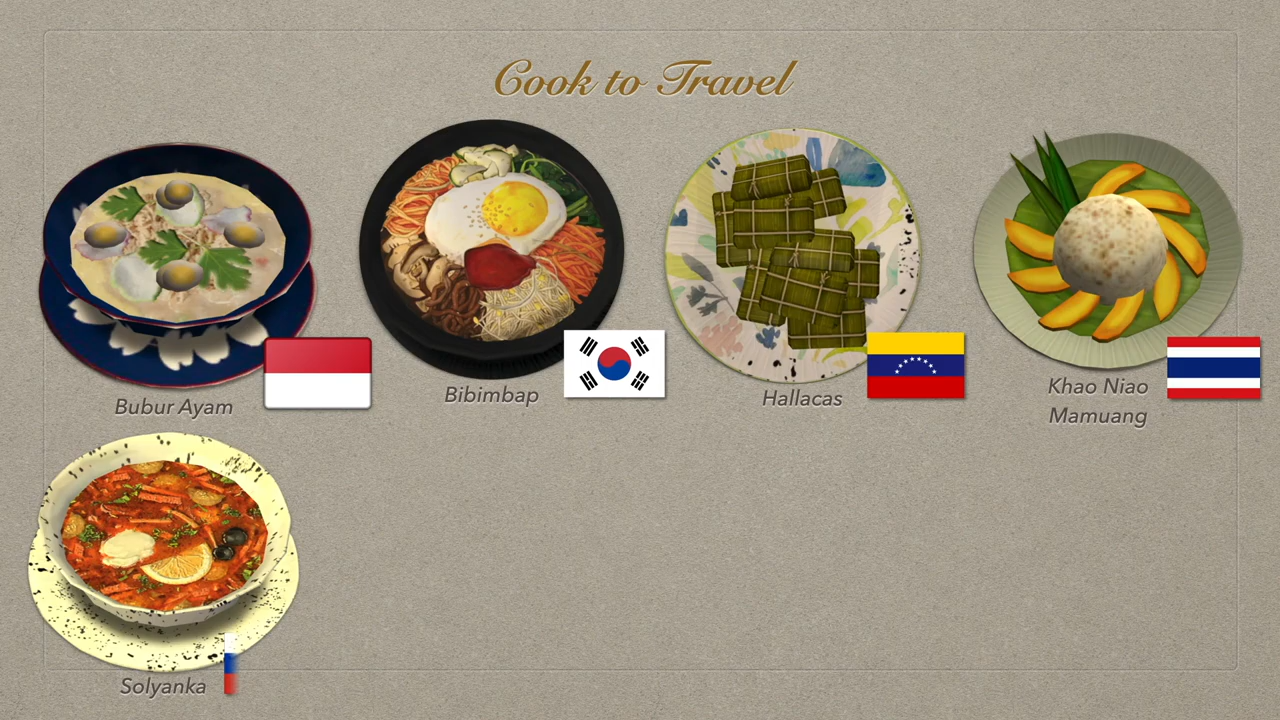 Cook to Travel
Bubur Ayam
Bibimbap
Hallacas
Khao Niao
Mamuang
Solyanka